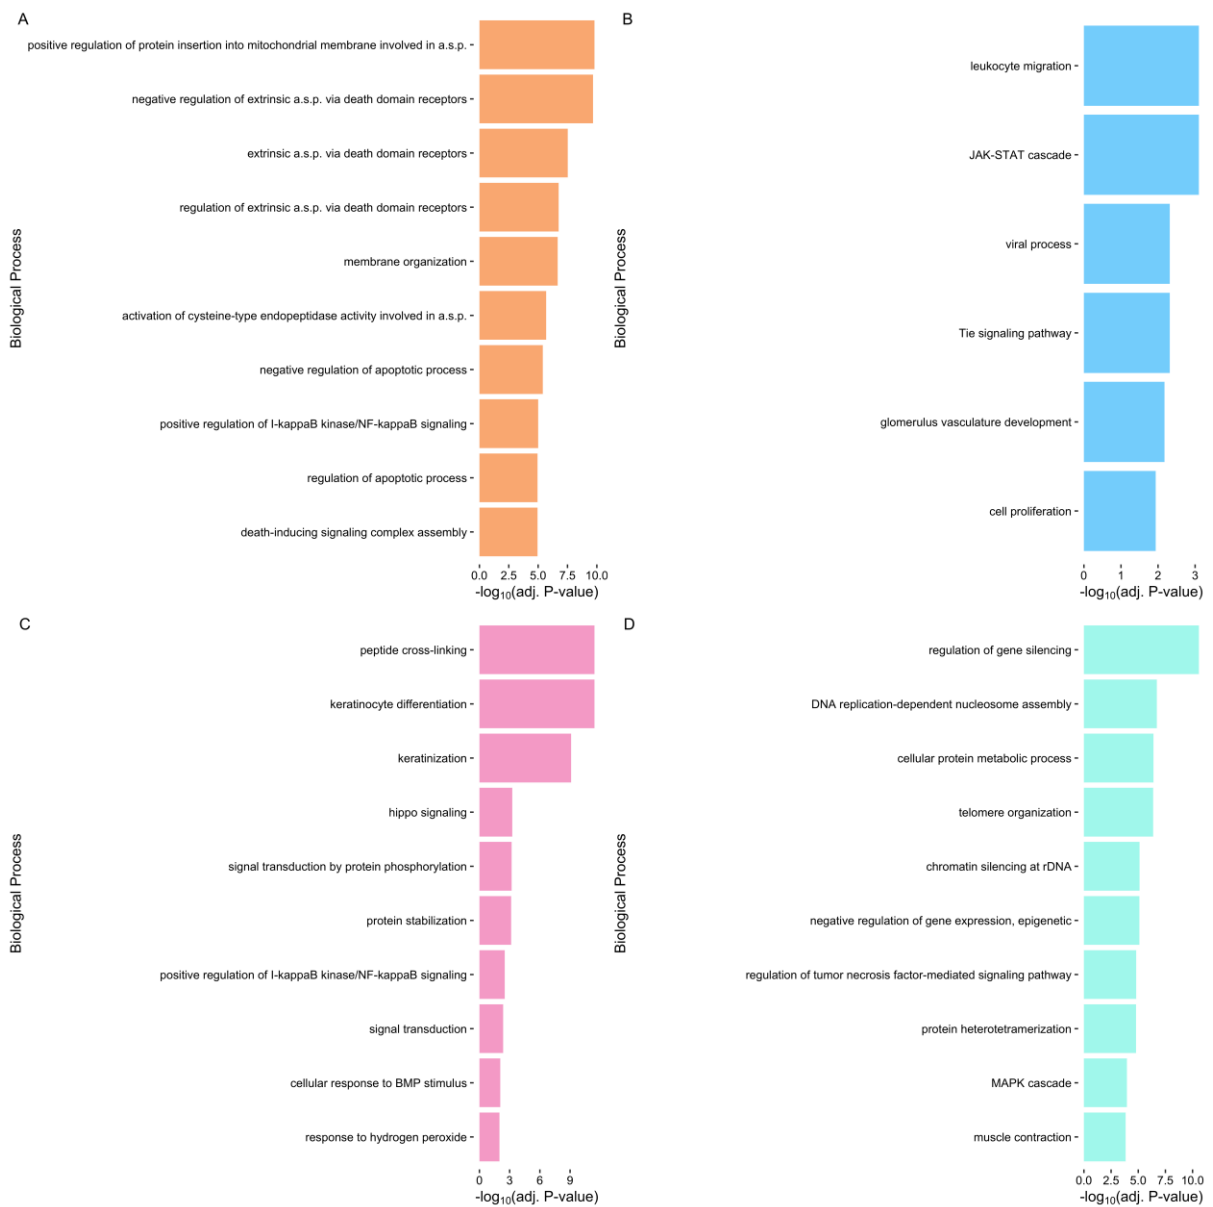 A
Biological Process
positive regulation of protein insertion into mitochondrial membrane involved in a.s.p.
negative regulation of extrinsic a.s.p. via death domain receptors
extrinsic a.s.p. via death domain receptors
regulation of extrinsic a.s.p. via death domain receptors
membrane organization
activation of cysteine-type endopeptidase activity involved in a.s.p.
negative regulation of apoptotic process
positive regulation of I-kappaB kinase/NF-kappaB signaling
regulation of apoptotic process
death-inducing signaling complex assembly
0.0 2.5 5.0 7.5 10.0
-log10(adj. P-value)
B
Biological Process
leukocyte migration
JAK-STAT cascade
viral process
Tie signaling pathway
glomerulus vasculature development
cell proliferation
0 1 2 3
-log10(adj. P-value)
C
Biological Process
peptide cross-linking
keratinocyte differentiation
keratinization
hippo signaling
signal transduction by protein phosphorylation
protein stabilization
positive regulation of I-kappaB kinase/NF-kappaB signaling
signal transduction
cellular response to BMP stimulus
response to hydrogen peroxide
0 3 6 9
-log10(adj. P-value)
D
Biological Process
regulation of gene silencing
DNA replication-dependent nucleosome assembly
cellular protein metabolic process
telomere organization
chromatin silencing at rDNA
negative regulation of gene expression, epigenetic
regulation of tumor necrosis factor-mediated signaling pathway
protein heterotetramerization
MAPK cascade
muscle contraction
0.0 2.5 5.0 7.5 10.0
-log10(adj. P-value)